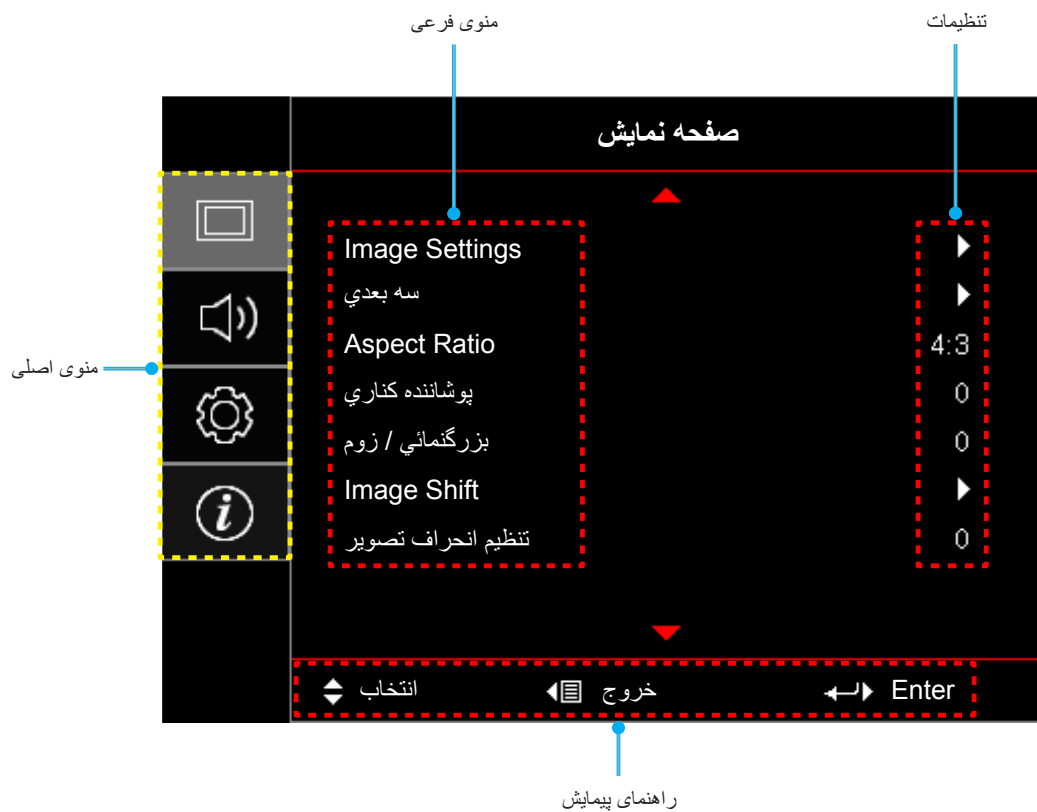 منوی فرعی
تنظیمات
صفحه نمایش
Image Settings
سه بعدي
Aspect Ratio 4:3
پوشاننده كناري 0
بزرگنمائي / زوم 0
Image Shift
تنظیم انحراف تصویر 0
منوی اصلی
انتخاب خروج Enter
راهنمای پیمایش